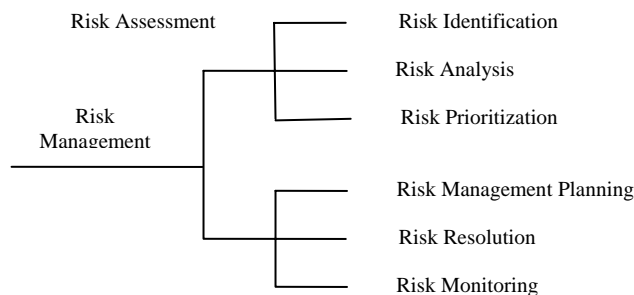 Risk Assessment
Risk Identification
Risk Analysis
Risk
Management
Risk Prioritization
Risk Management Planning
Risk Resolution
Risk Monitoring